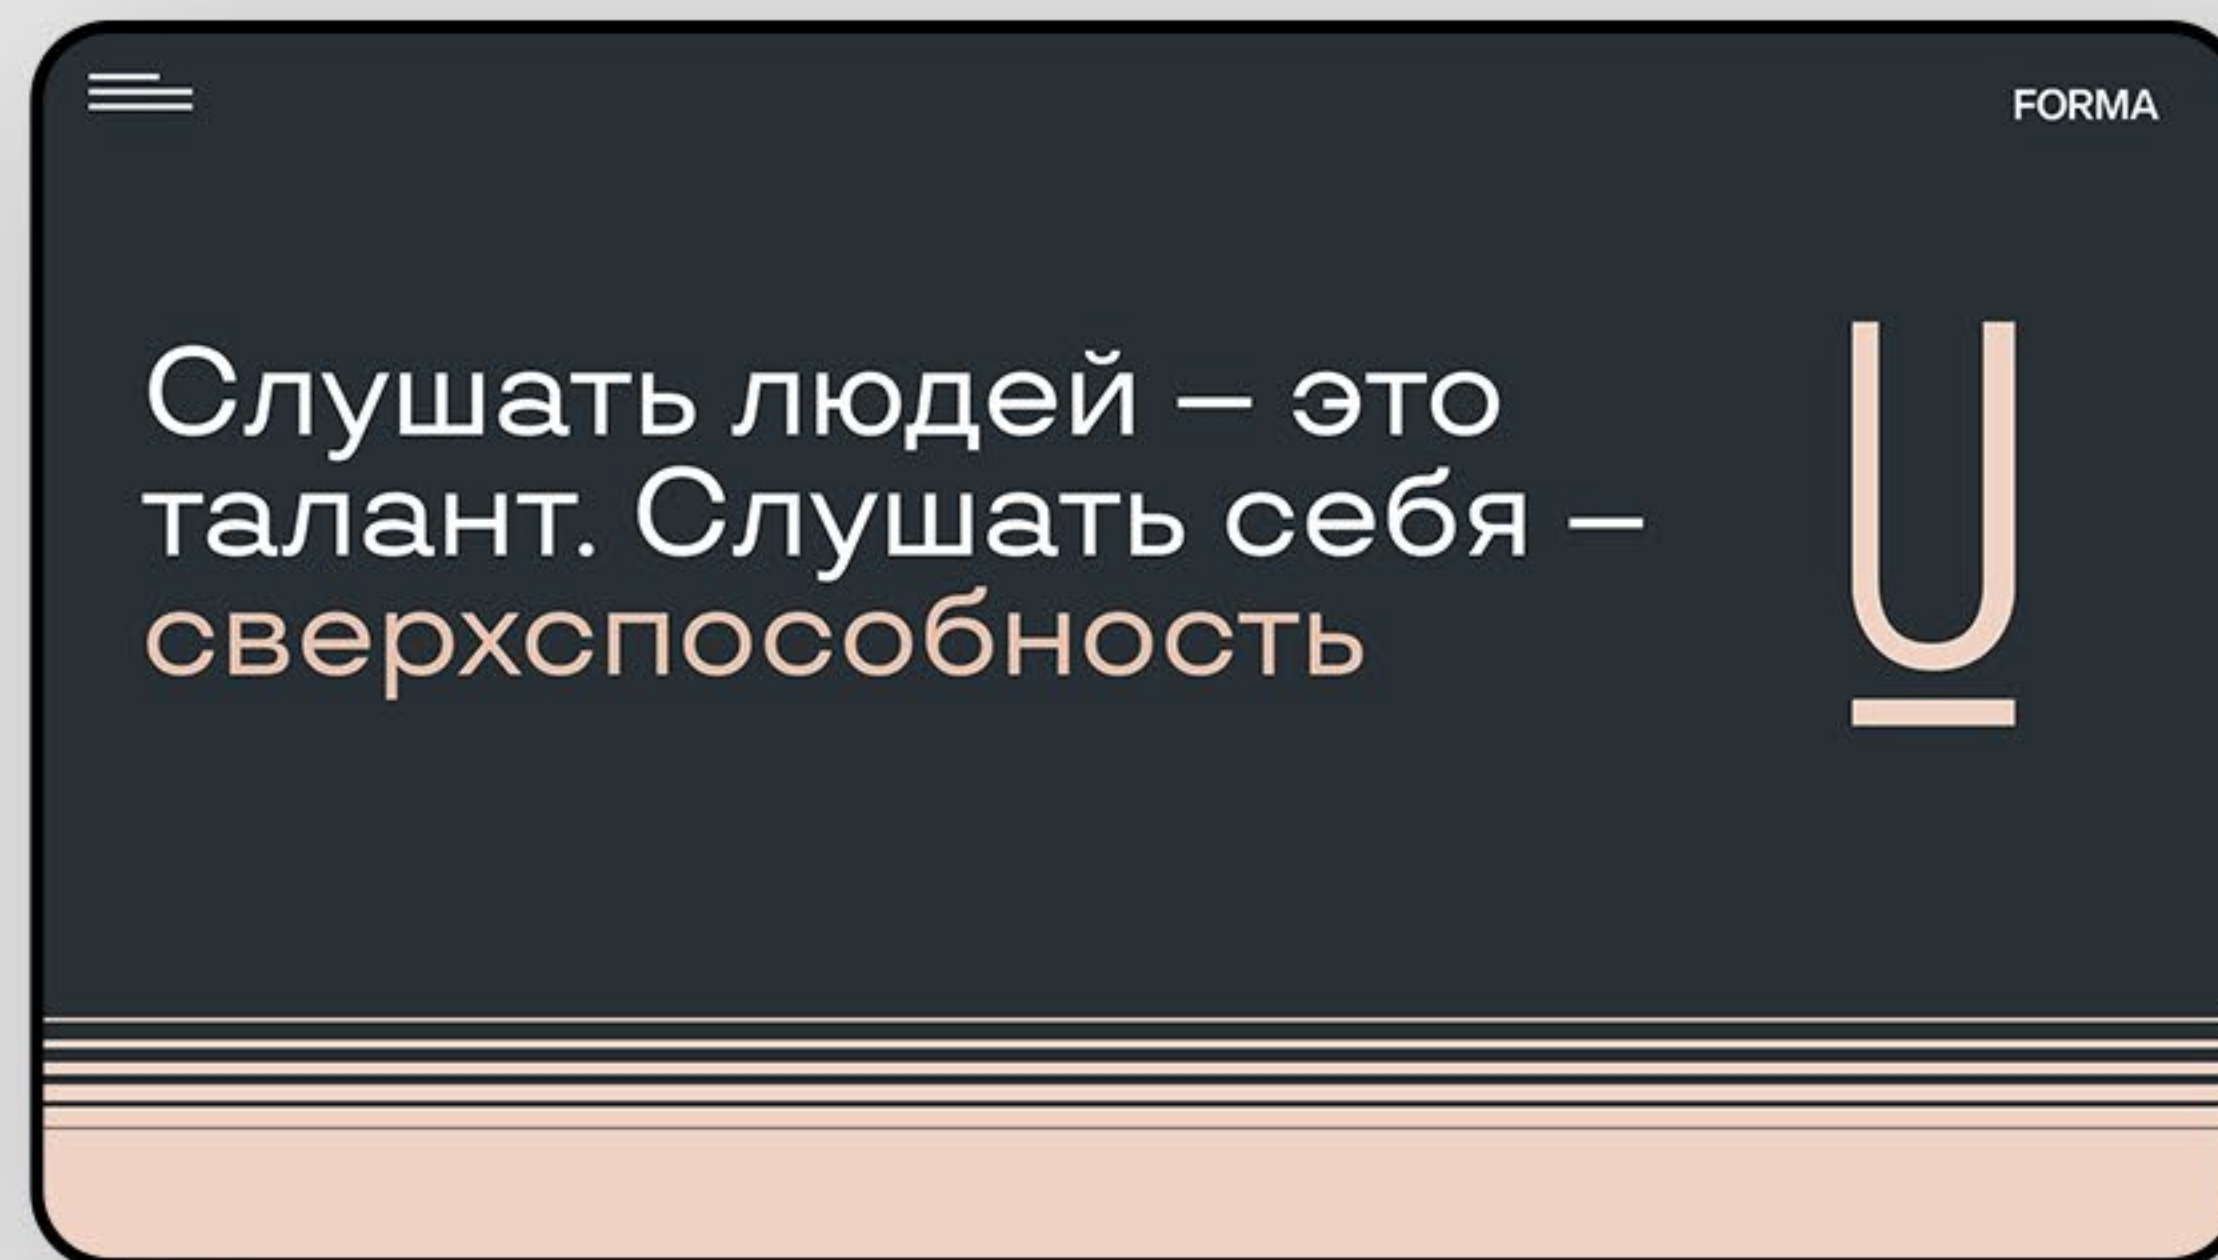 FORMA
Слушать людей – это
талант. Слушать себя –
сверхспособность
U